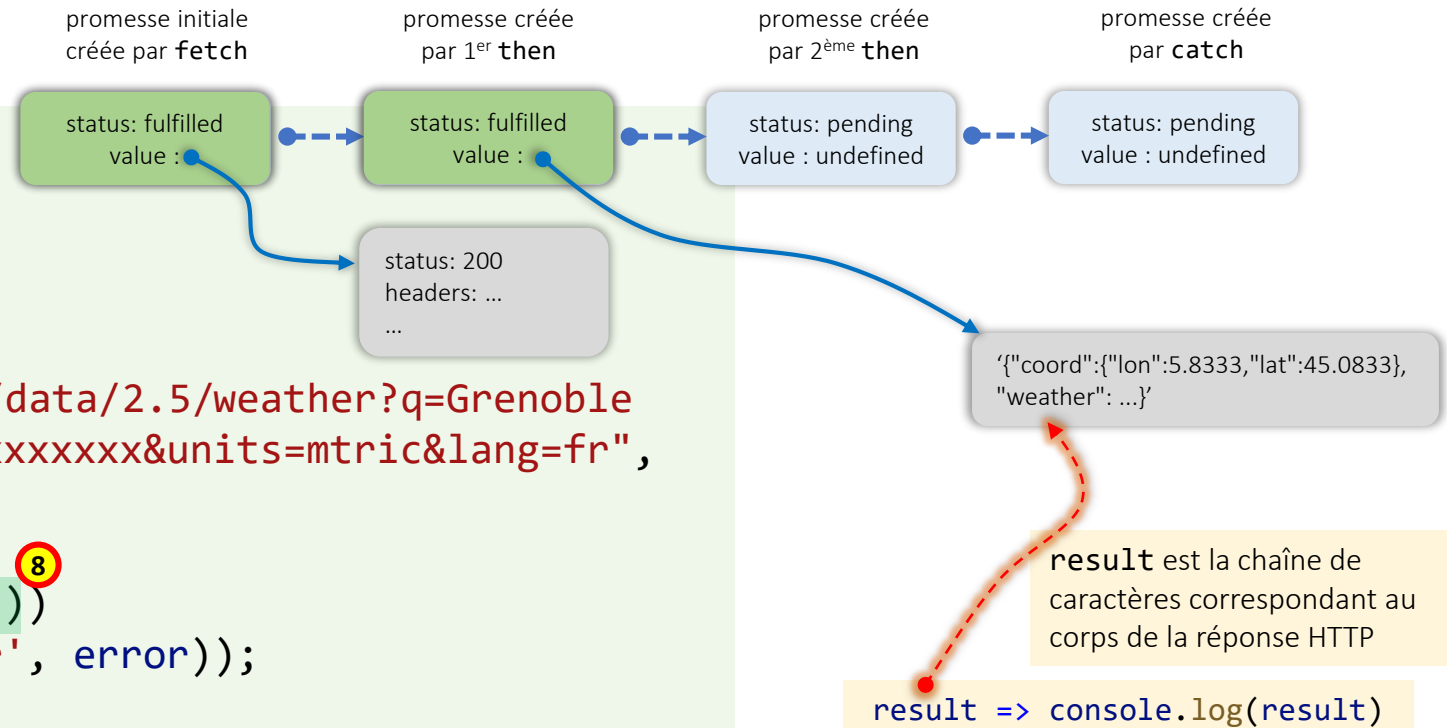 promesse initiale
créée par fetch
promesse créée
par 1er then
promesse créée
par 2ème then
promesse créée
par catch
status: fulfilled
value :
status: fulfilled
value :
status: pending
value : undefined
status: pending
value : undefined
status: 200
headers: …
…
‘{"coord":{"lon":5.8333,"lat":45.0833},
"weather": ...}’
/data/2.5/weather?q=Grenoble
xxxxxxx&units=mtric&lang=fr",
8
))
', error));
result est la chaîne de
caractères correspondant au
corps de la réponse HTTP
result => console.log(result)